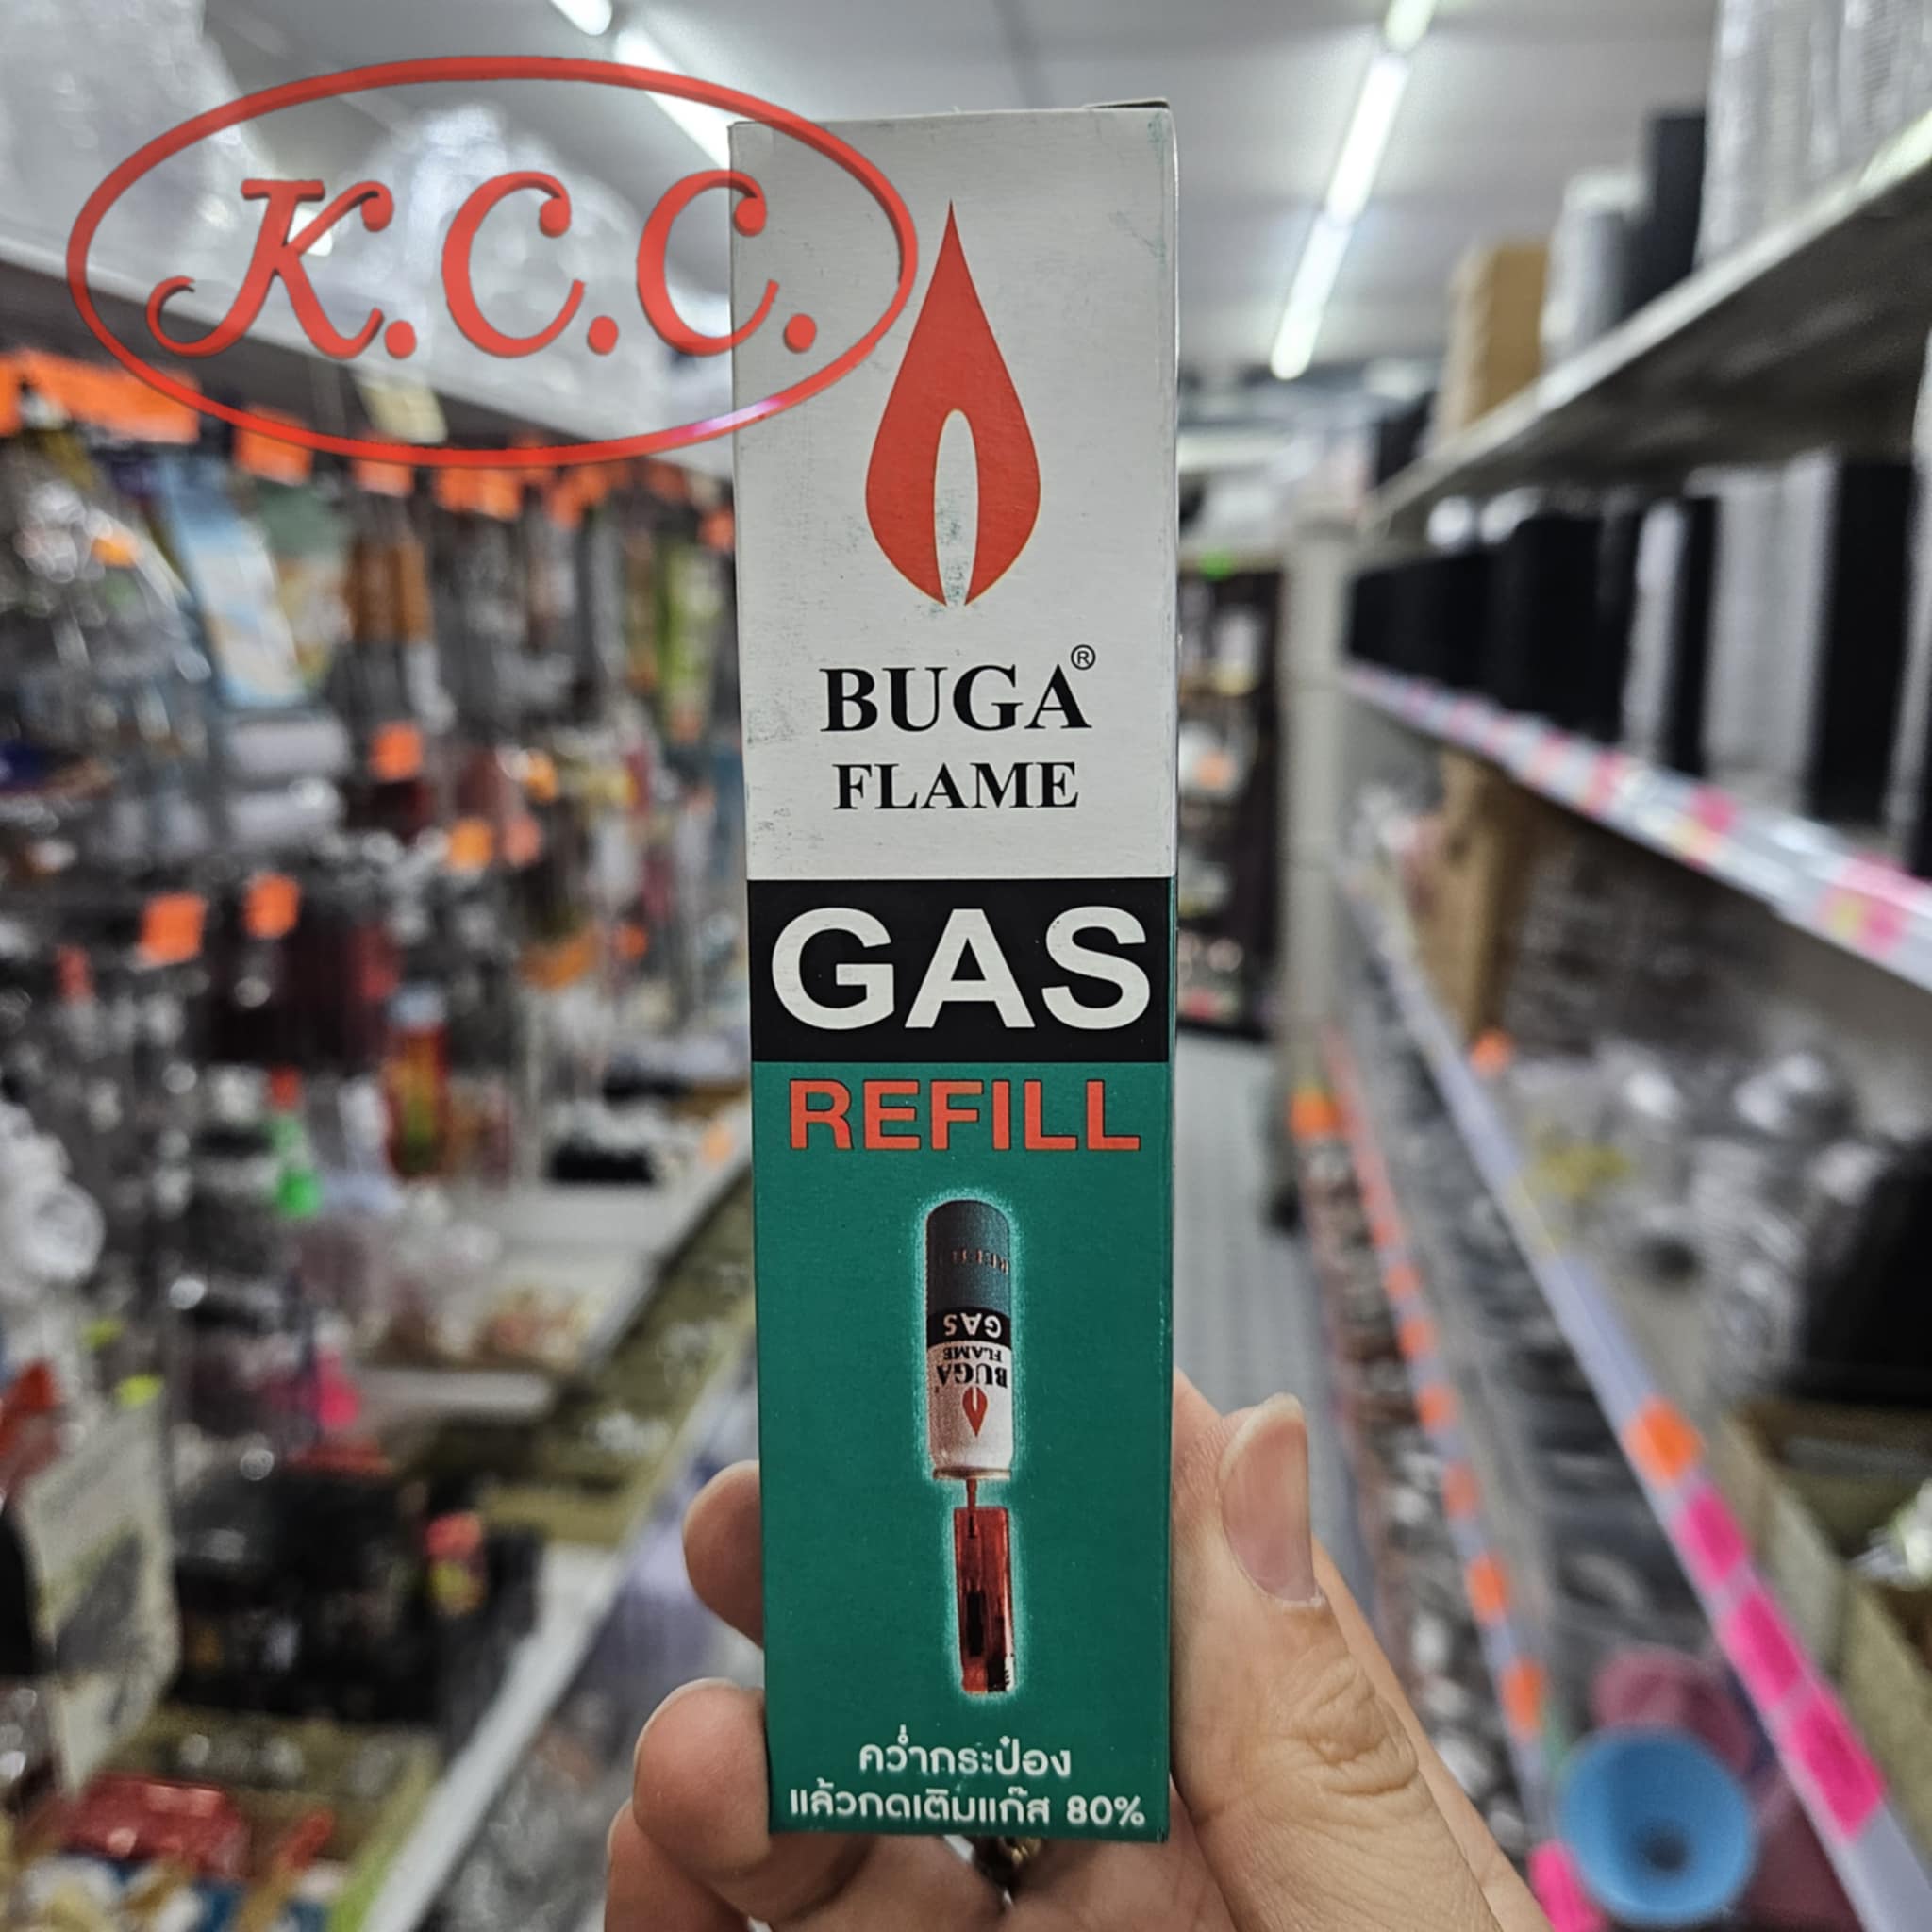 K.C.C.
BUGA®
FLAME
GAS
REFILL
GAS
FLAME
BUGA
คว่ำกระป๋อง
แล้วกดเติมแก๊ส 80%